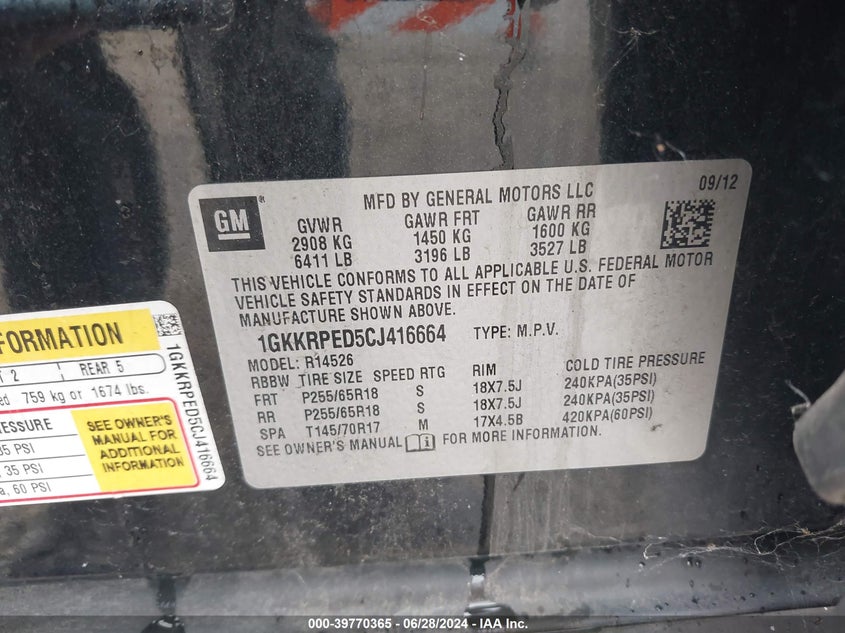 MFD BY GENERAL MOTORS LLC
09/12
GM
®
GVWR GAWR FRT GAWR RR
2908 KG 1450 KG 1600 KG
6411 LB 3196 LB 3527 LB
THIS VEHICLE CONFORMS TO ALL APPLICABLE U.S. FEDERAL MOTOR
VEHICLE SAFETY STANDARDS IN EFFECT ON THE DATE OF
MANUFACTURE SHOWN ABOVE.
1GKKRPED5CJ416664 TYPE: M.P.V.
MODEL: R14526
RBBW TIRE SIZE SPEED RTG RIM COLD TIRE PRESSURE
FRT P255/65R18 S 18X7.5J 240KPA(35PSI)
RR P255/65R18 S 18X7.5J 240KPA(35PSI)
SPA T145/70R17 M 17X4.5B 420KPA(60PSI)
SEE OWNER'S MANUAL i FOR MORE INFORMATION.
FORMATION
2 REAR 5
759 kg or 1674 lbs.
SEE OWNER'S
MANUAL FOR
ADDITIONAL
INFORMATION
35 PSI
, 35 PSI
, 60 PSI
1GKKRPED5CJ416664
000-39770365 - 06/28/2024 - IAA Inc.